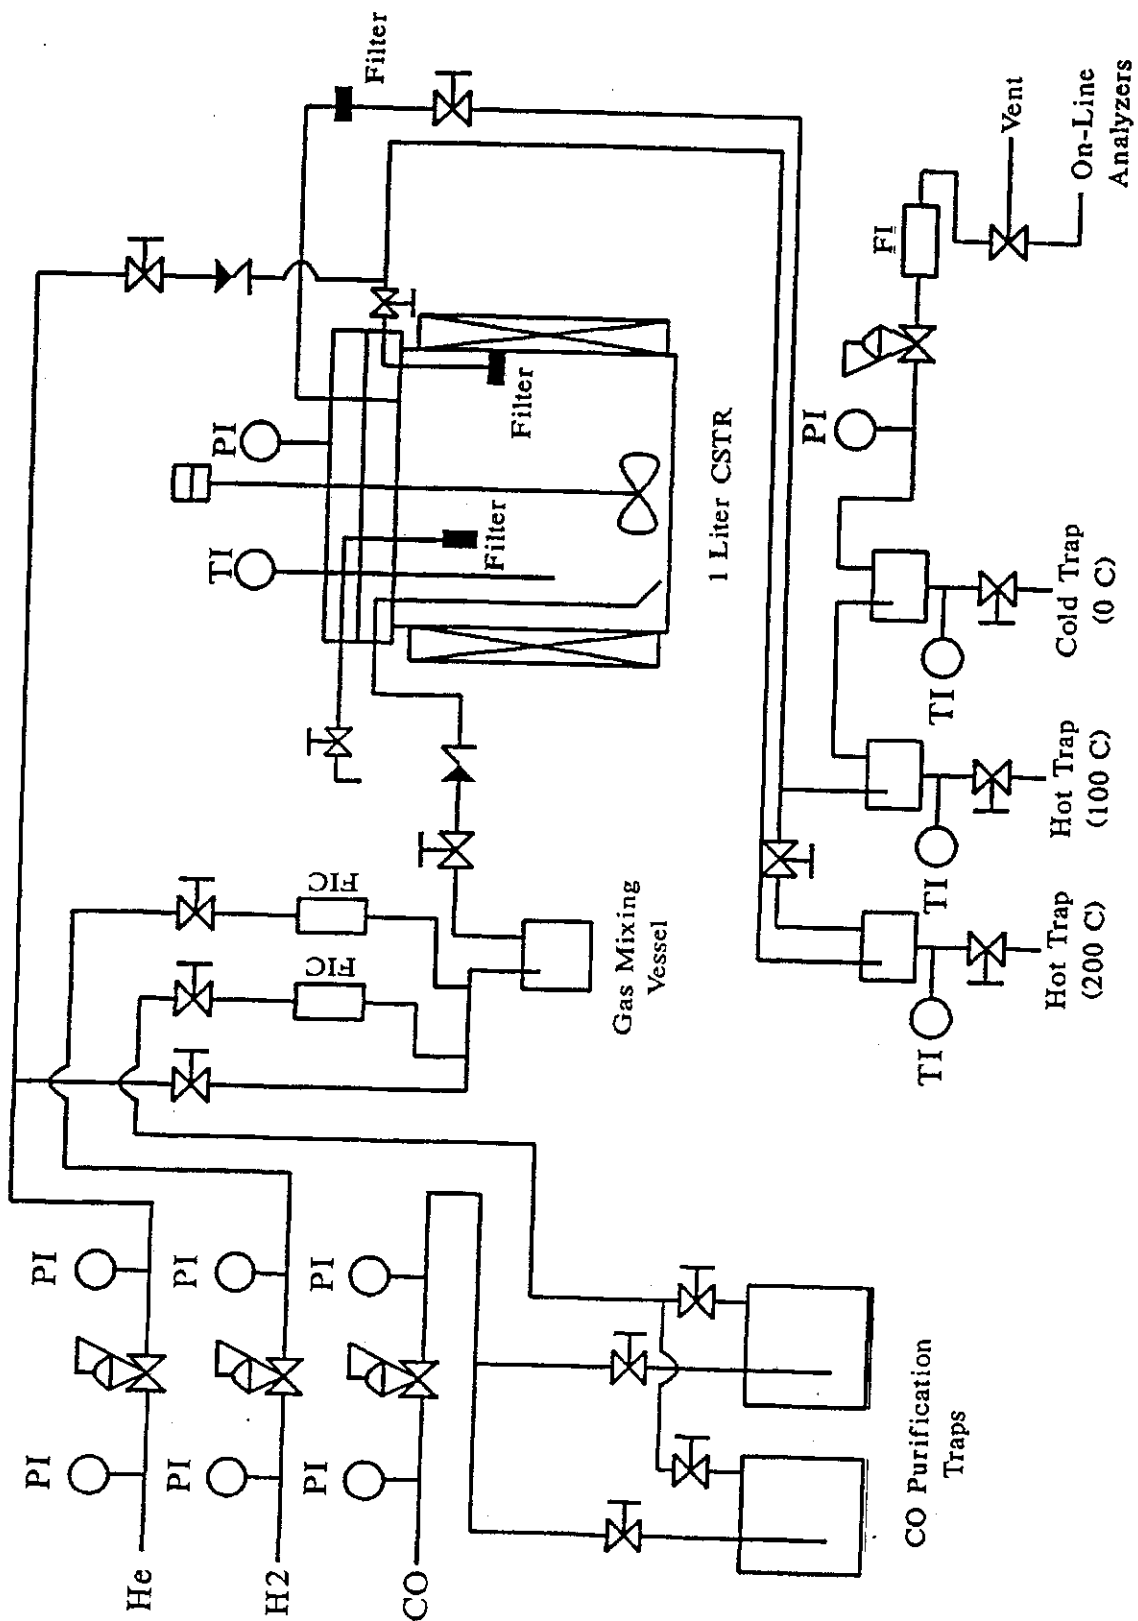 He
PI
PI
H2
PI
PI
CO
PI
PI
CO Purification
Traps
FIC
FIC
Gas Mixing
Vessel
TI
PI
Filter
Filter
1 Liter CSTR
Filter
TI
Hot Trap
(200 C)
TI
Hot Trap
(100 C)
TI
Cold Trap
(0 C)
PI
FI
Vent
On-Line
Analyzers